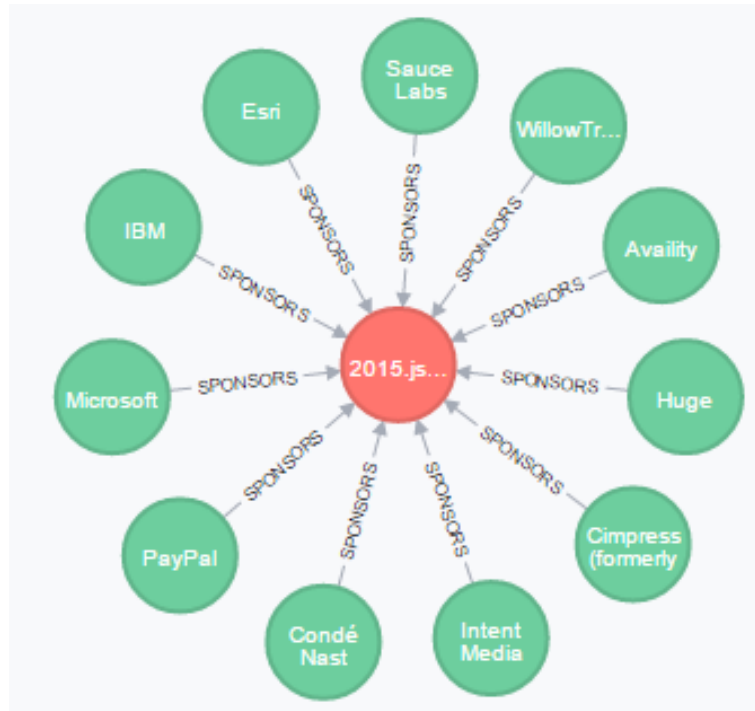 Sauce
Labs
Esri
WillowTr...
SPONSORS
SPONSORS
SPONSORS
IBM
Availity
SPONSORS
SPONSORS
2015.js...
Microsoft
SPONSORS
SPONSORS
Huge
SPONSORS
SPONSORS
SPONSORS
SPONSORS
PayPal
Cimpress
(formerly
Condé
Nast
Intent
Media